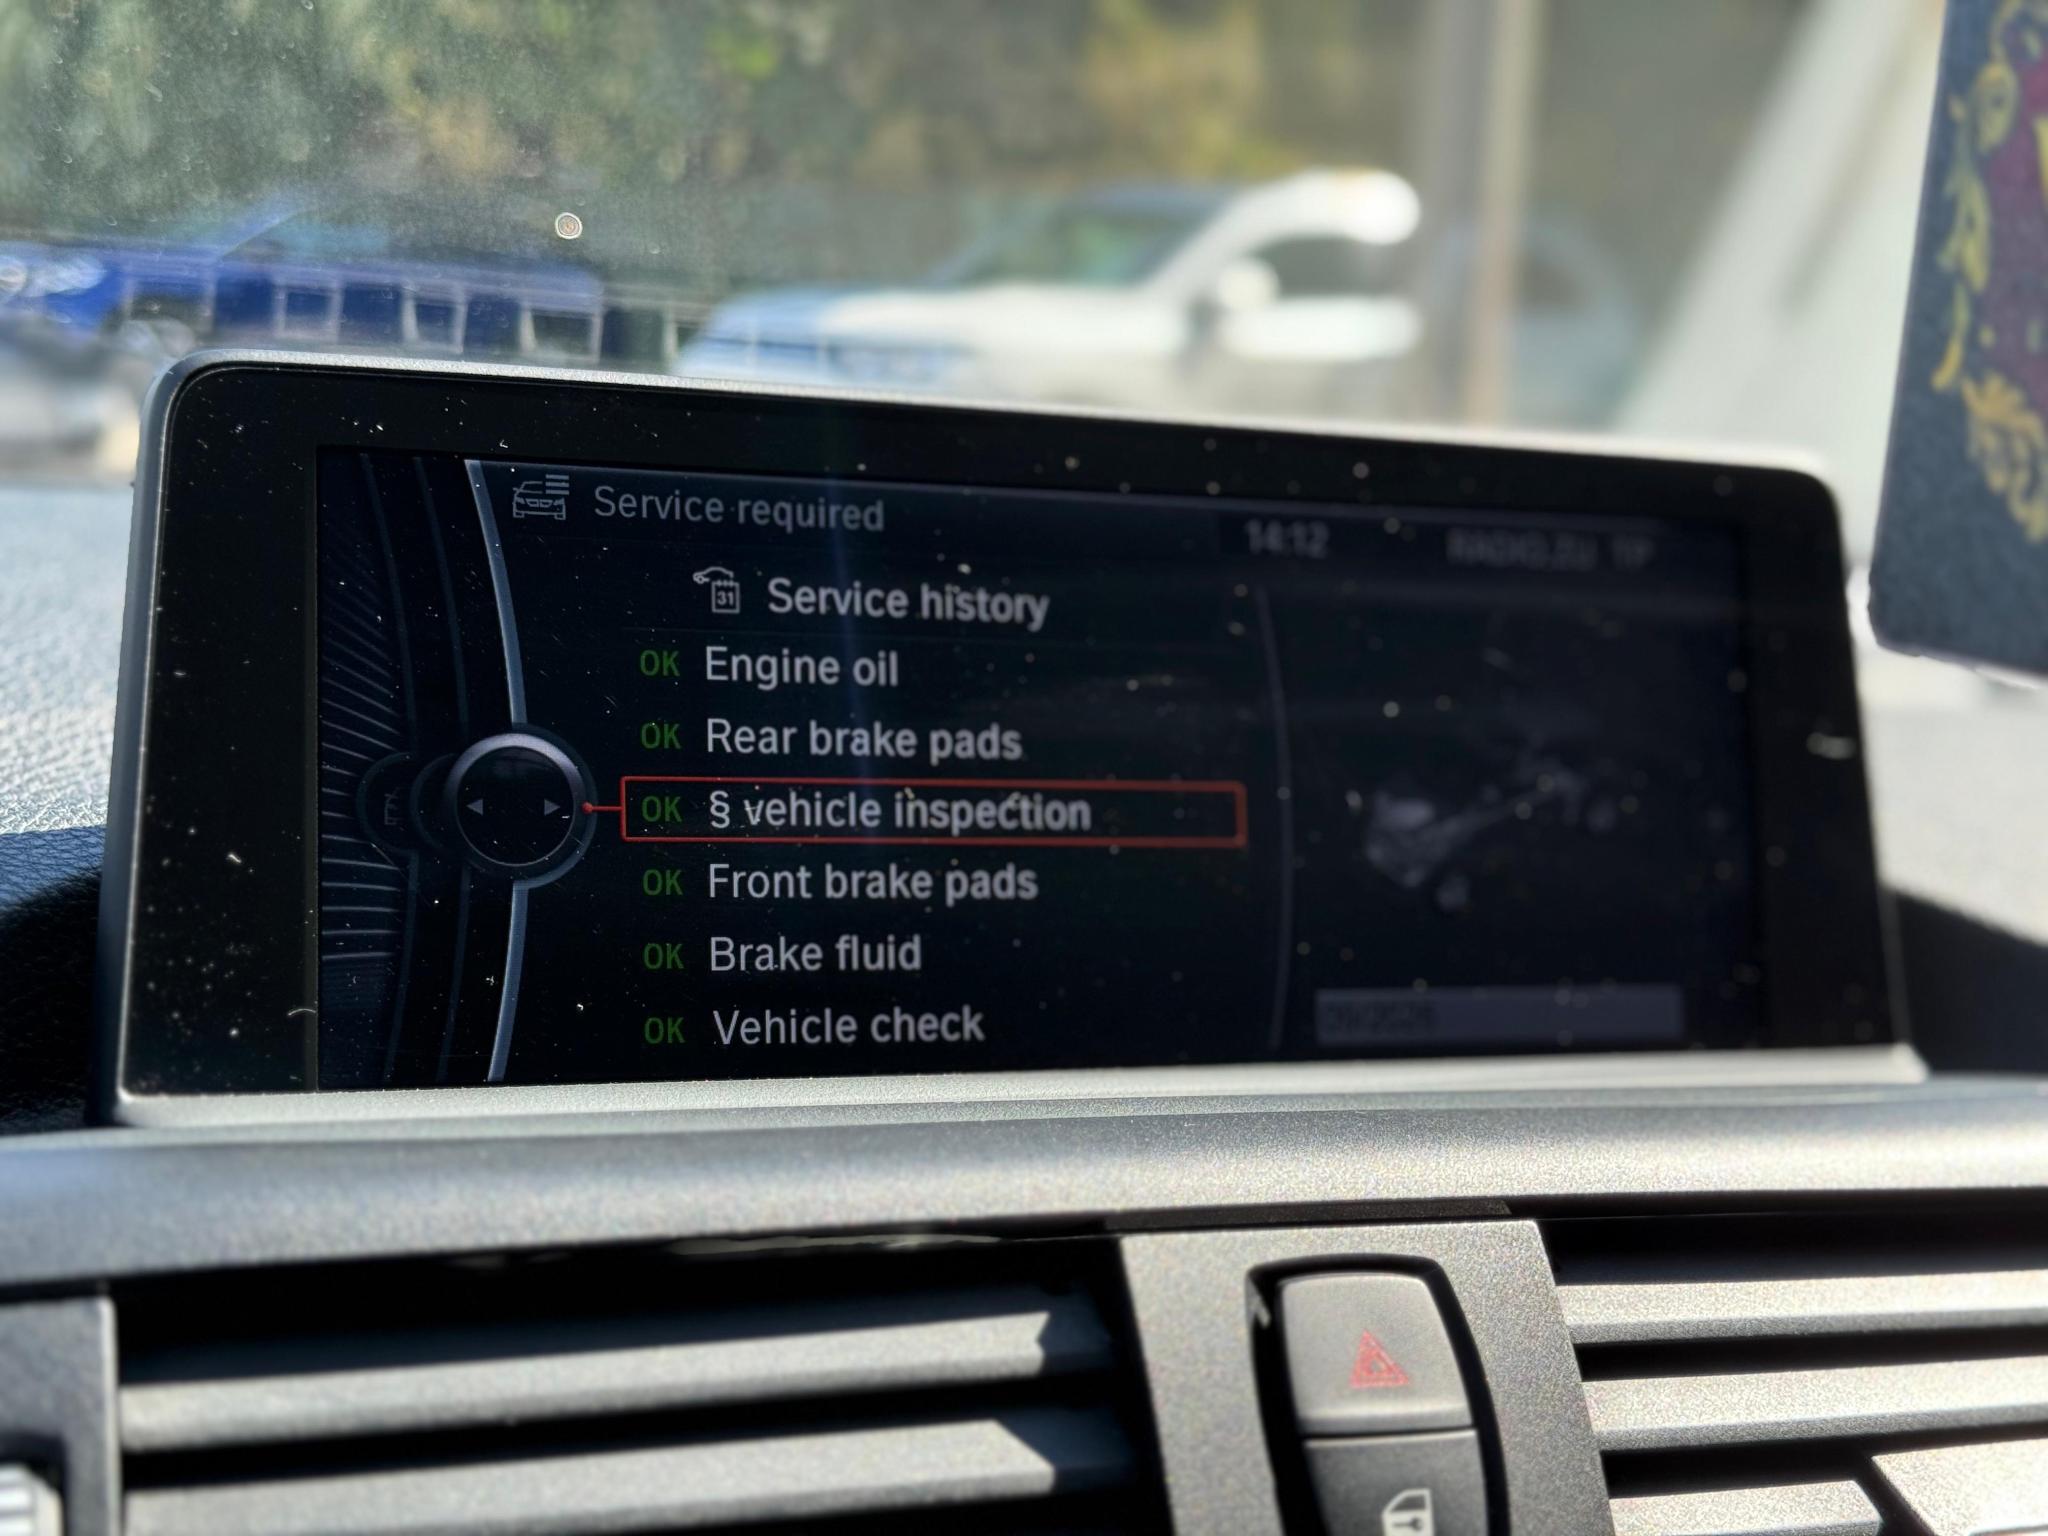 Service required
14:12
31 Service history
OK Engine oil
OK Rear brake pads
OK § vehicle inspection
OK Front brake pads
OK Brake fluid
OK Vehicle check